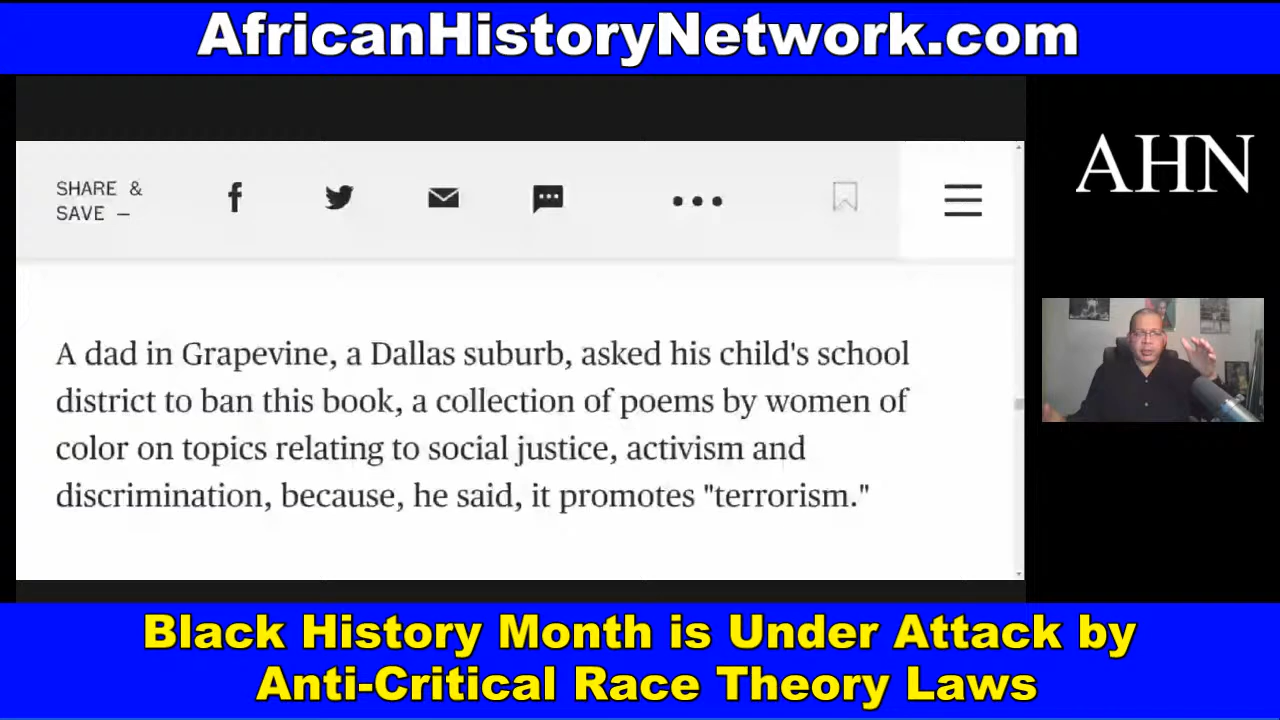 AfricanHistoryNetwork.com
AHN
SHARE &
SAVE –
A dad in Grapevine, a Dallas suburb, asked his child's school
district to ban this book, a collection of poems by women of
color on topics relating to social justice, activism and
discrimination, because, he said, it promotes "terrorism."
Black History Month is Under Attack by
Anti-Critical Race Theory Laws